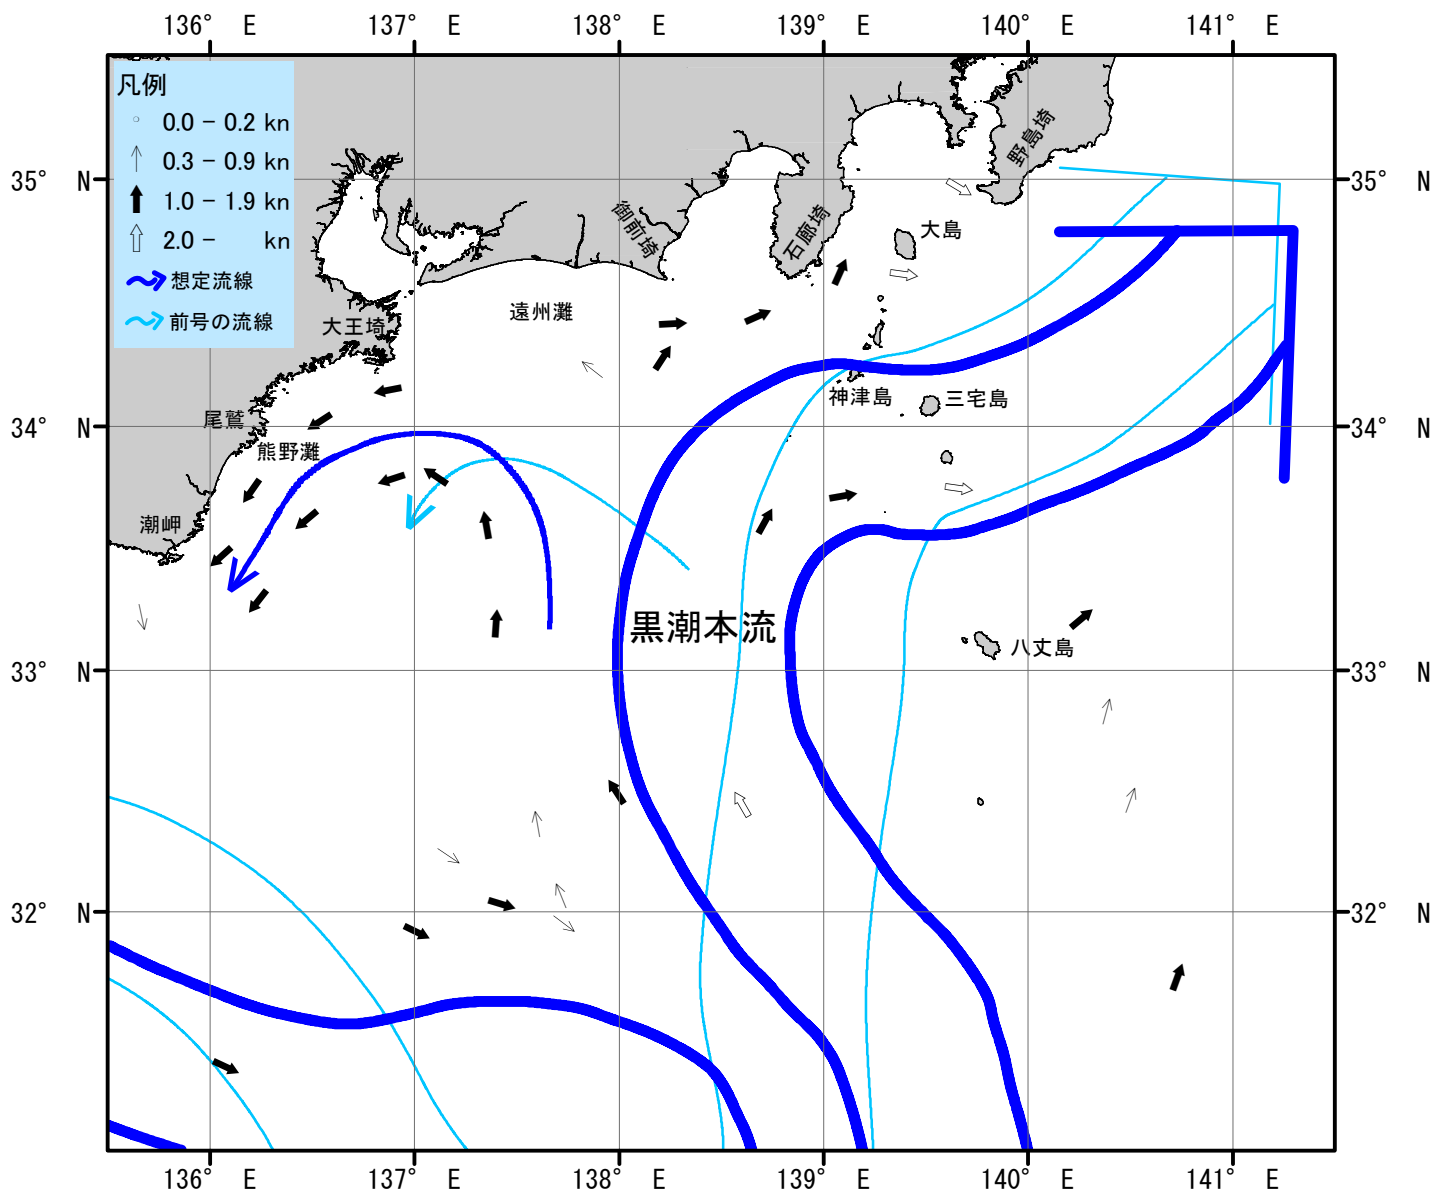 136° E 137° E 138° E 139° E 140° E 141° E
凡例
0.0 - 0.2 kn
0.3 - 0.9 kn
1.0 - 1.9 kn
2.0 - kn
想定流線
前号の流線
野島埼
35° N 35° N
御前埼
石廊埼
大島
遠州灘
大王埼
神津島
三宅島
尾鷲
34° N 34° N
熊野灘
潮岬
黒潮本流
八丈島
33° N 33° N
32° N 32° N
136° E 137° E 138° E 139° E 140° E 141° E